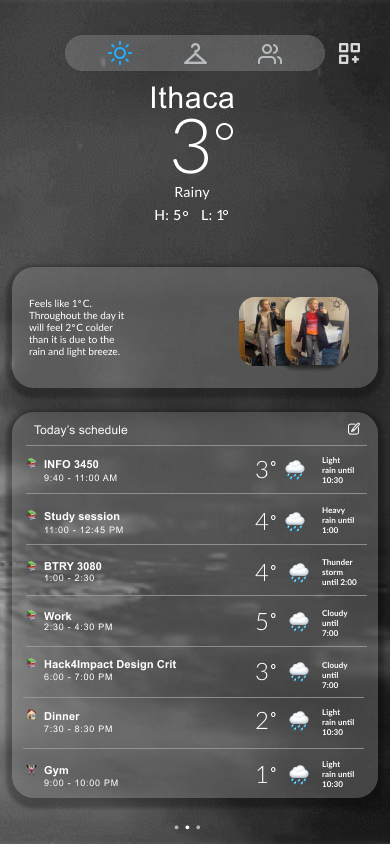 Ithaca
3°
Rainy
H: 5° L: 1°
Feels like 1°C.
Throughout the day it
will feel 2°C colder
than it is due to the
rain and light breeze.
Today's schedule
INFO 3450
9:40 - 11:00 AM
3°
Light
rain until
10:30
Study session
11:00 - 12:45 PM
4°
Heavy
rain until
1:00
BTRY 3080
1:00 - 2:30
4°
Thunder
storm
until 2:00
Work
2:30 - 4:30 PM
5°
Cloudy
until
7:00
Hack4Impact Design Crit
6:00 - 7:00 PM
3°
Cloudy
until
7:00
Dinner
7:30 - 8:30 PM
2°
Light
rain until
10:30
Gym
9:00 - 10:00 PM
1°
Light
rain until
10:30